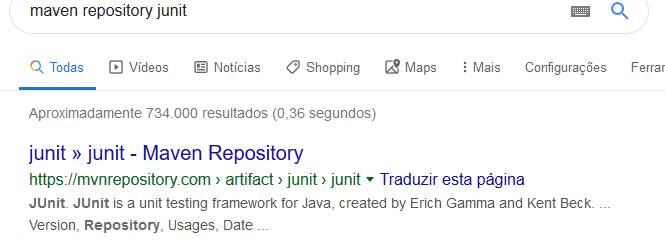 maven repository junit
Todas Vídeos Notícias Shopping Maps Mais Configurações Ferrar
Aproximadamente 734.000 resultados (0,36 segundos)
junit » junit - Maven Repository
https://mvnrepository.com › artifact › junit › junit Traduzir esta página
JUnit. JUnit is a unit testing framework for Java, created by Erich Gamma and Kent Beck. ...
Version, Repository, Usages, Date ...